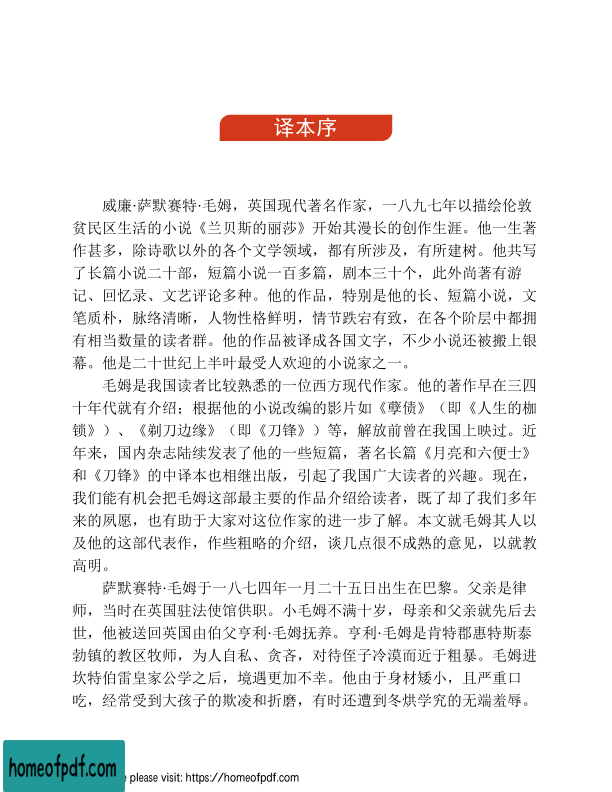 译本序
威廉·萨默赛特·毛姆，英国现代著名作家，一八九七年以描绘伦敦
贫民区生活的小说《兰贝斯的丽莎》开始其漫长的创作生涯。他一生著
作甚多，除诗歌以外的各个文学领域，都有所涉及，有所建树。他共写
了长篇小说二十部，短篇小说一百多篇，剧本三十个，此外尚著有游
记、回忆录、文艺评论多种。他的作品，特别是他的长、短篇小说，文
笔质朴，脉络清晰，人物性格鲜明，情节跌宕有致，在各个阶层中都拥
有相当数量的读者群。他的作品被译成各国文字，不少小说还被搬上银
幕。他是二十世纪上半叶最受人欢迎的小说家之一。
毛姆是我国读者比较熟悉的一位西方现代作家。他的著作早在三四
十年代就有介绍；根据他的小说改编的影片如《孽债》（即《人生的枷
锁》）、《剃刀边缘》（即《刀锋》）等，解放前曾在我国上映过。近
年来，国内杂志陆续发表了他的一些短篇，著名长篇《月亮和六便士》
和《刀锋》的中译本也相继出版，引起了我国广大读者的兴趣。现在，
我们能有机会把毛姆这部最主要的作品介绍给读者，既了却了我们多年
来的夙愿，也有助于大家对这位作家的进一步了解。本文就毛姆其人以
及他的这部代表作，作些粗略的介绍，谈几点很不成熟的意见，以就教
高明。
萨默赛特·毛姆于一八七四年一月二十五日出生在巴黎。父亲是律
师，当时在英国驻法使馆供职。小毛姆不满十岁，母亲和父亲就先后去
世，他被送回英国由伯父亨利·毛姆抚养。亨利·毛姆是肯特郡惠特斯泰
勃镇的教区牧师，为人自私、贪吝，对待侄子冷漠而近于粗暴。毛姆进
坎特伯雷皇家公学之后，境遇更加不幸。他由于身材矮小，且严重口
吃，经常受到大孩子的欺凌和折磨，有时还遭到冬烘学究的无端羞辱。
homeofpdf.com
please visit: https://homeofpdf.com